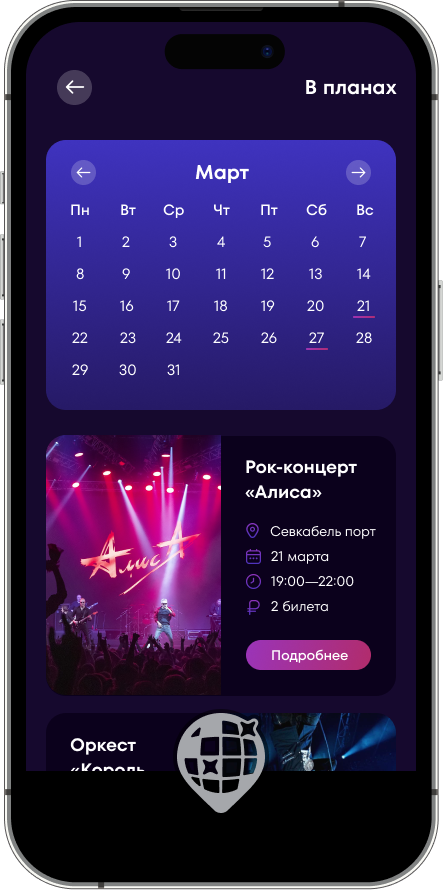 В планах
Март
Пн Вт Ср Чт Пт Сб Вс
1 2 3 4 5 6 7
8 9 10 11 12 13 14
15 16 17 18 19 20 21
22 23 24 25 26 27 28
29 30 31
АлисА
Рок-концерт
«Алиса»
Севкабель порт
21 марта
19:00—22:00
2 билета
Подробнее
Оркест
«Король